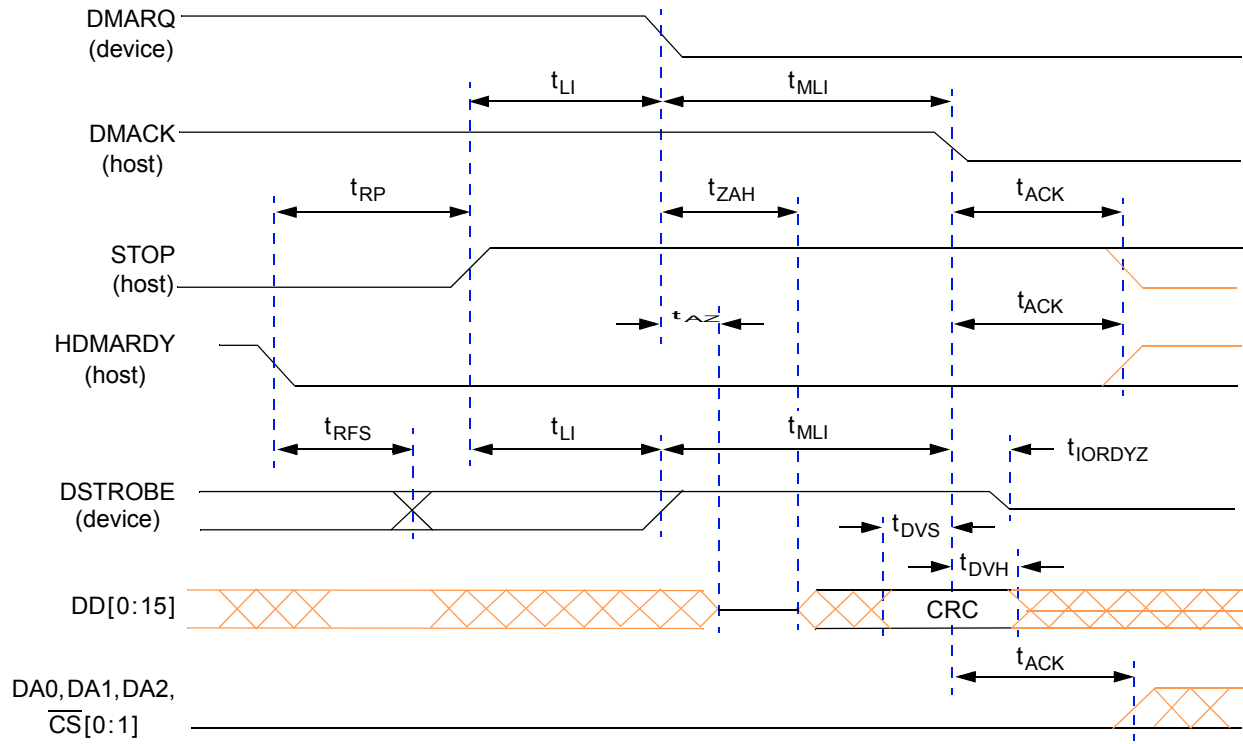 DMARQ
(device)
tLI
tMLI
DMACK
(host)
tRP
tZAH
tACK
STOP
(host)
tAZ
tACK
HDMARDY
(host)
tRFS
tLI
tMLI
tIORDYZ
DSTROBE
(device)
tDVS
tDVH
DD[0:15]
CRC
tACK
DA0,DA1,DA2,
C̅S̅[0:1]